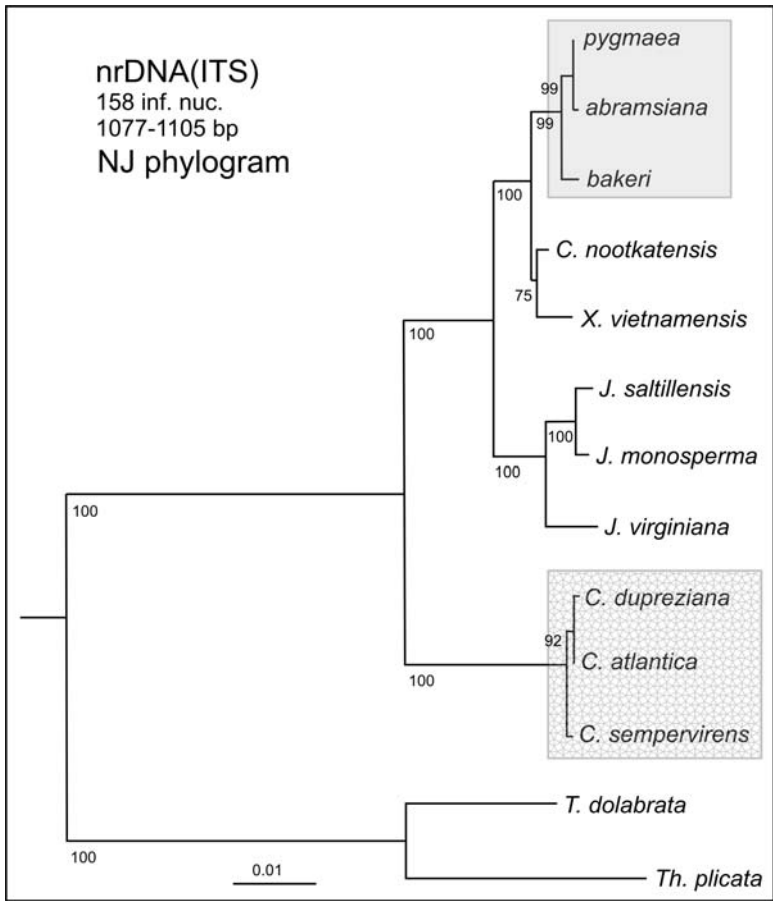 nrDNA(ITS)
158 inf. nuc.
1077-1105 bp
NJ phylogram
pygmaea
99
abramsiana
99
bakeri
100
C. nootkatensis
75
X. vietnamensis
100
J. saltillensis
100
J. monosperma
100
J. virginiana
100
C. dupreziana
92
C. atlantica
100
C. sempervirens
T. dolabrata
100
0.01
Th. plicata